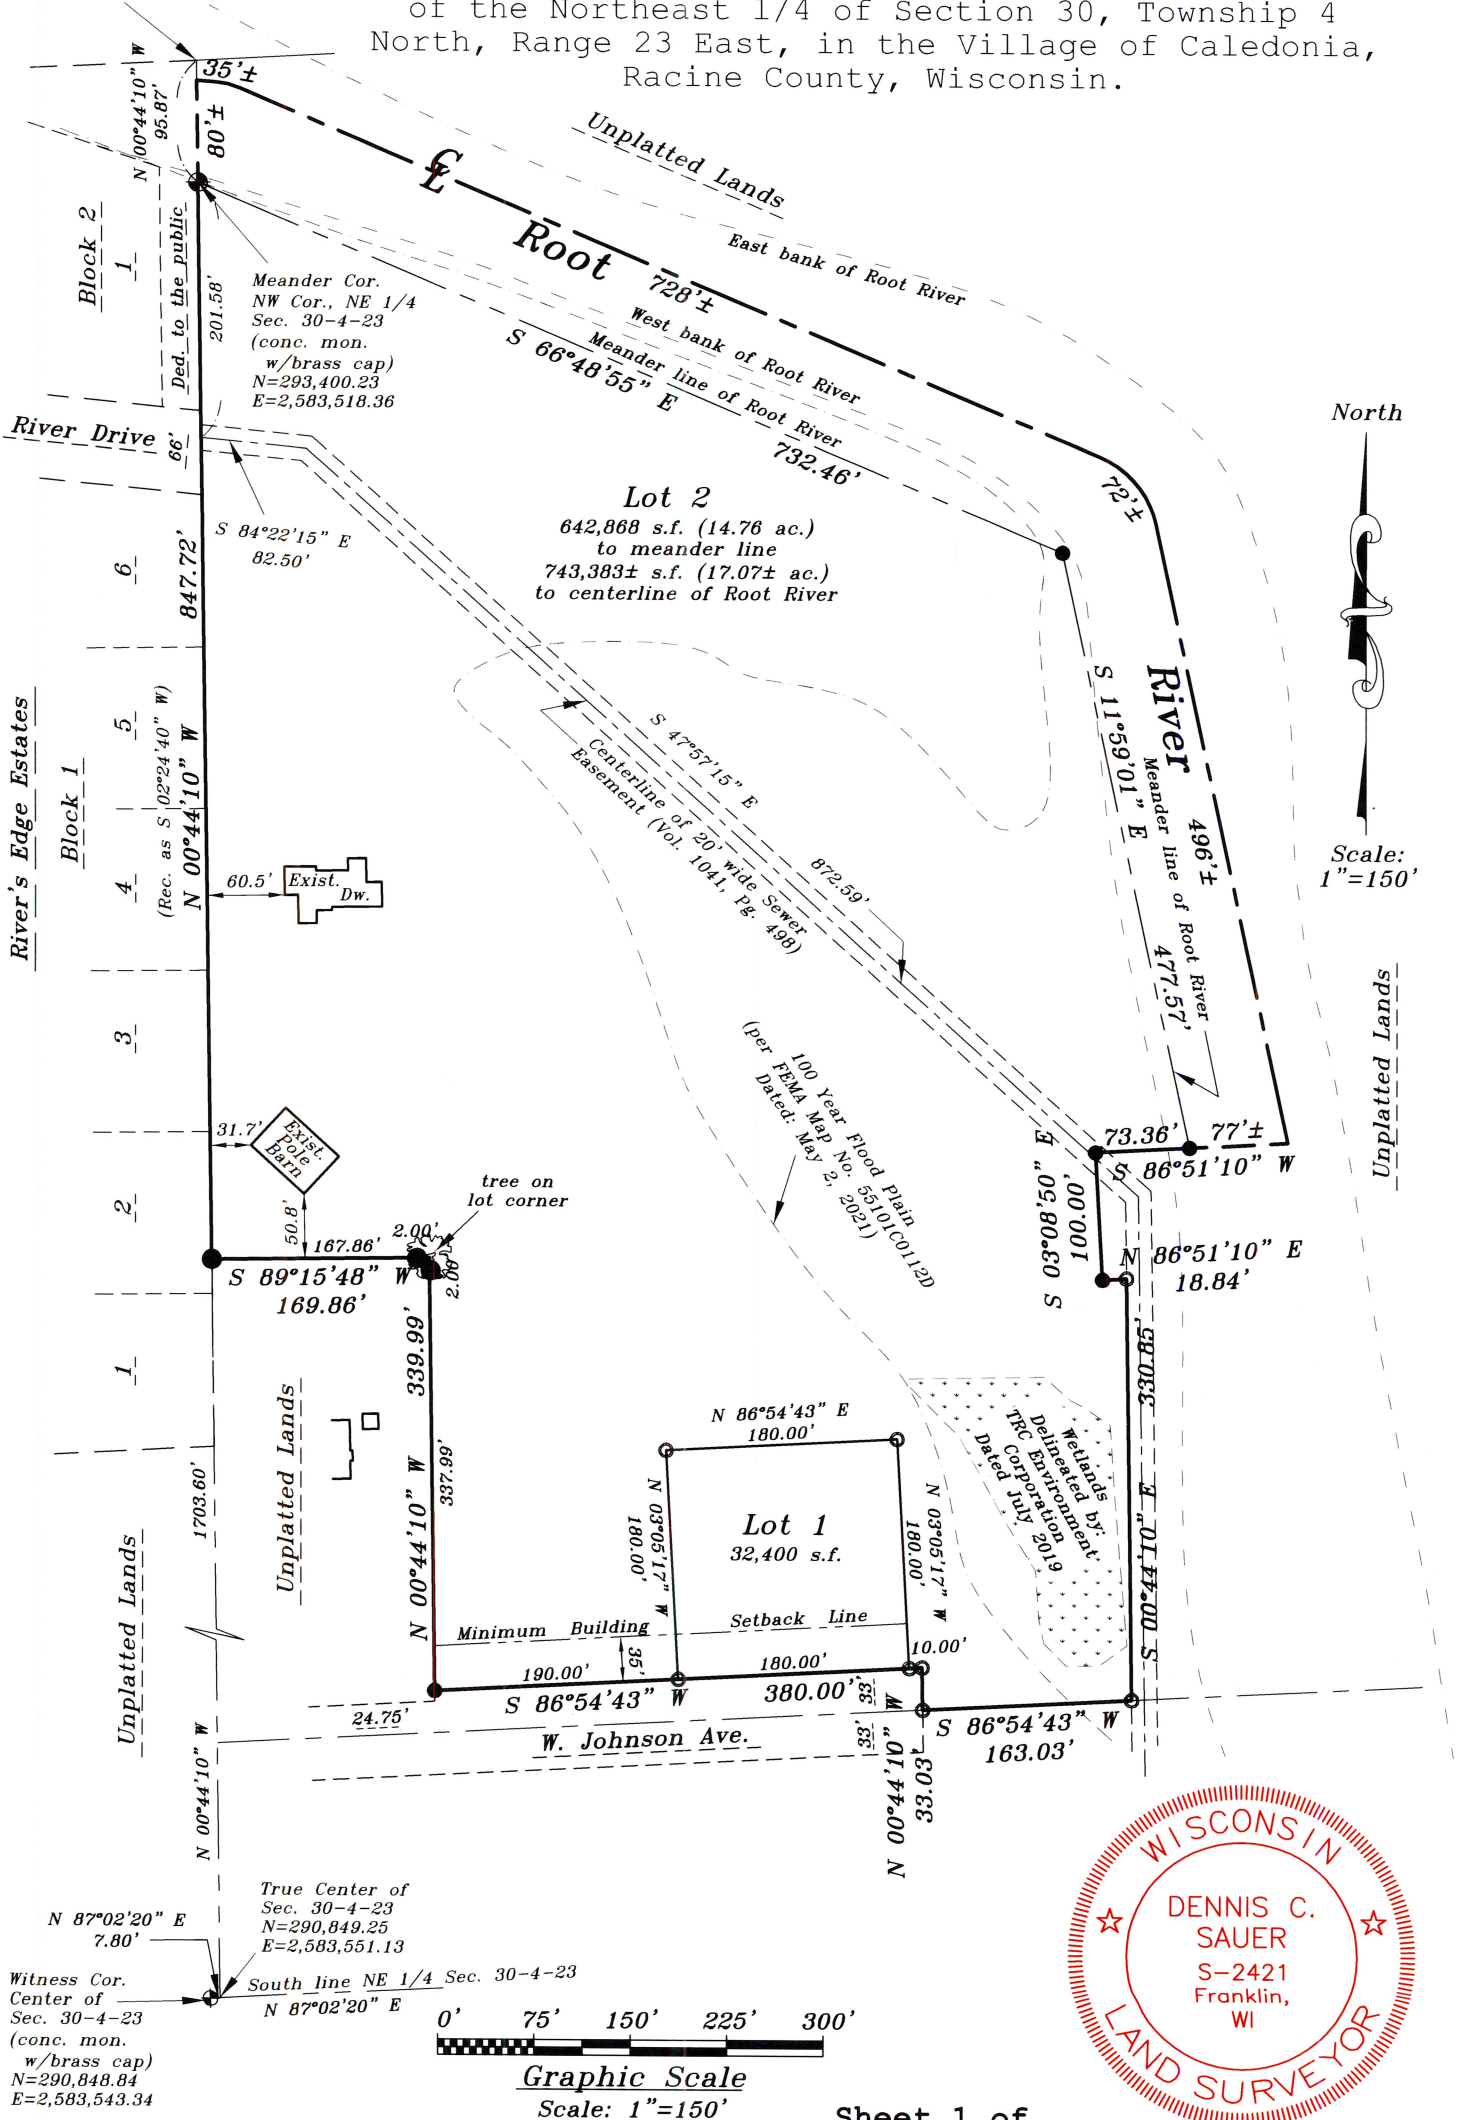 of the Northeast 1/4 of Section 30, Township 4
North, Range 23 East, in the Village of Caledonia,
Racine County, Wisconsin.
35'±
N 00°44'10" W
95.87'
80'±
Unplatted Lands
CL
Root
728'±
East bank of Root River
West bank of Root River
Meander line of Root River
S 66°48'55" E
732.46'
Block 2
1
Ded. to the public
201.58'
Meander Cor.
NW Cor., NE 1/4
Sec. 30-4-23
(conc. mon.
w/brass cap)
N=293,400.23
E=2,583,518.36
River Drive
66'
S 84°22'15" E
82.50'
Lot 2
642,868 s.f. (14.76 ac.)
to meander line
743,383± s.f. (17.07± ac.)
to centerline of Root River
72'±
North
Scale:
1"=150'
River
496'±
S 11°59'01" E
Meander line of Root River
477.57'
Unplatted Lands
6
847.72'
5
River's Edge Estates
Block 1
(Rec. as S 02°24'40" W)
N 00°44'10" W
4
60.5'
Exist.
Dw.
S 47°57'15" E
872.59'
Centerline of 20' wide Sewer
Easement (Vol. 1041, Pg. 498)
3
100 Year Flood Plain
(per FEMA Map No. 55101C0112D
Dated: May 2, 2021)
31.7'
Exist.
Pole
Barn
50.8'
2
tree on
lot corner
2.00'
167.86'
2.00'
S 89°15'48" W
169.86'
73.36'
77'±
S 86°51'10" W
S 03°08'50" E
100.00'
N 86°51'10" E
18.84'
330.85'
S 00°44'10" E
1
339.99'
337.99'
N 00°44'10" W
Unplatted Lands
1703.60'
N 86°54'43" E
180.00'
N 03°05'17" W
180.00'
Lot 1
32,400 s.f.
N 03°05'17" W
180.00'
Wetlands
Delineated by:
TRC Environment
Corporation
Dated July 2019
Minimum Building Setback Line
35'
190.00'
180.00'
10.00'
S 86°54'43" W
380.00'
33'
33'
24.75'
W. Johnson Ave.
N 00°44'10" W
33.03'
S 86°54'43" W
163.03'
Unplatted Lands
N 00°44'10" W
N 87°02'20" E
7.80'
True Center of
Sec. 30-4-23
N=290,849.25
E=2,583,551.13
South line NE 1/4 Sec. 30-4-23
N 87°02'20" E
Witness Cor.
Center of
Sec. 30-4-23
(conc. mon.
w/brass cap)
N=290,848.84
E=2,583,543.34
0' 75' 150' 225' 300'
Graphic Scale
Scale: 1"=150'
WISCONSIN
DENNIS C.
SAUER
S-2421
Franklin,
WI
LAND SURVEYOR
Sheet 1 of